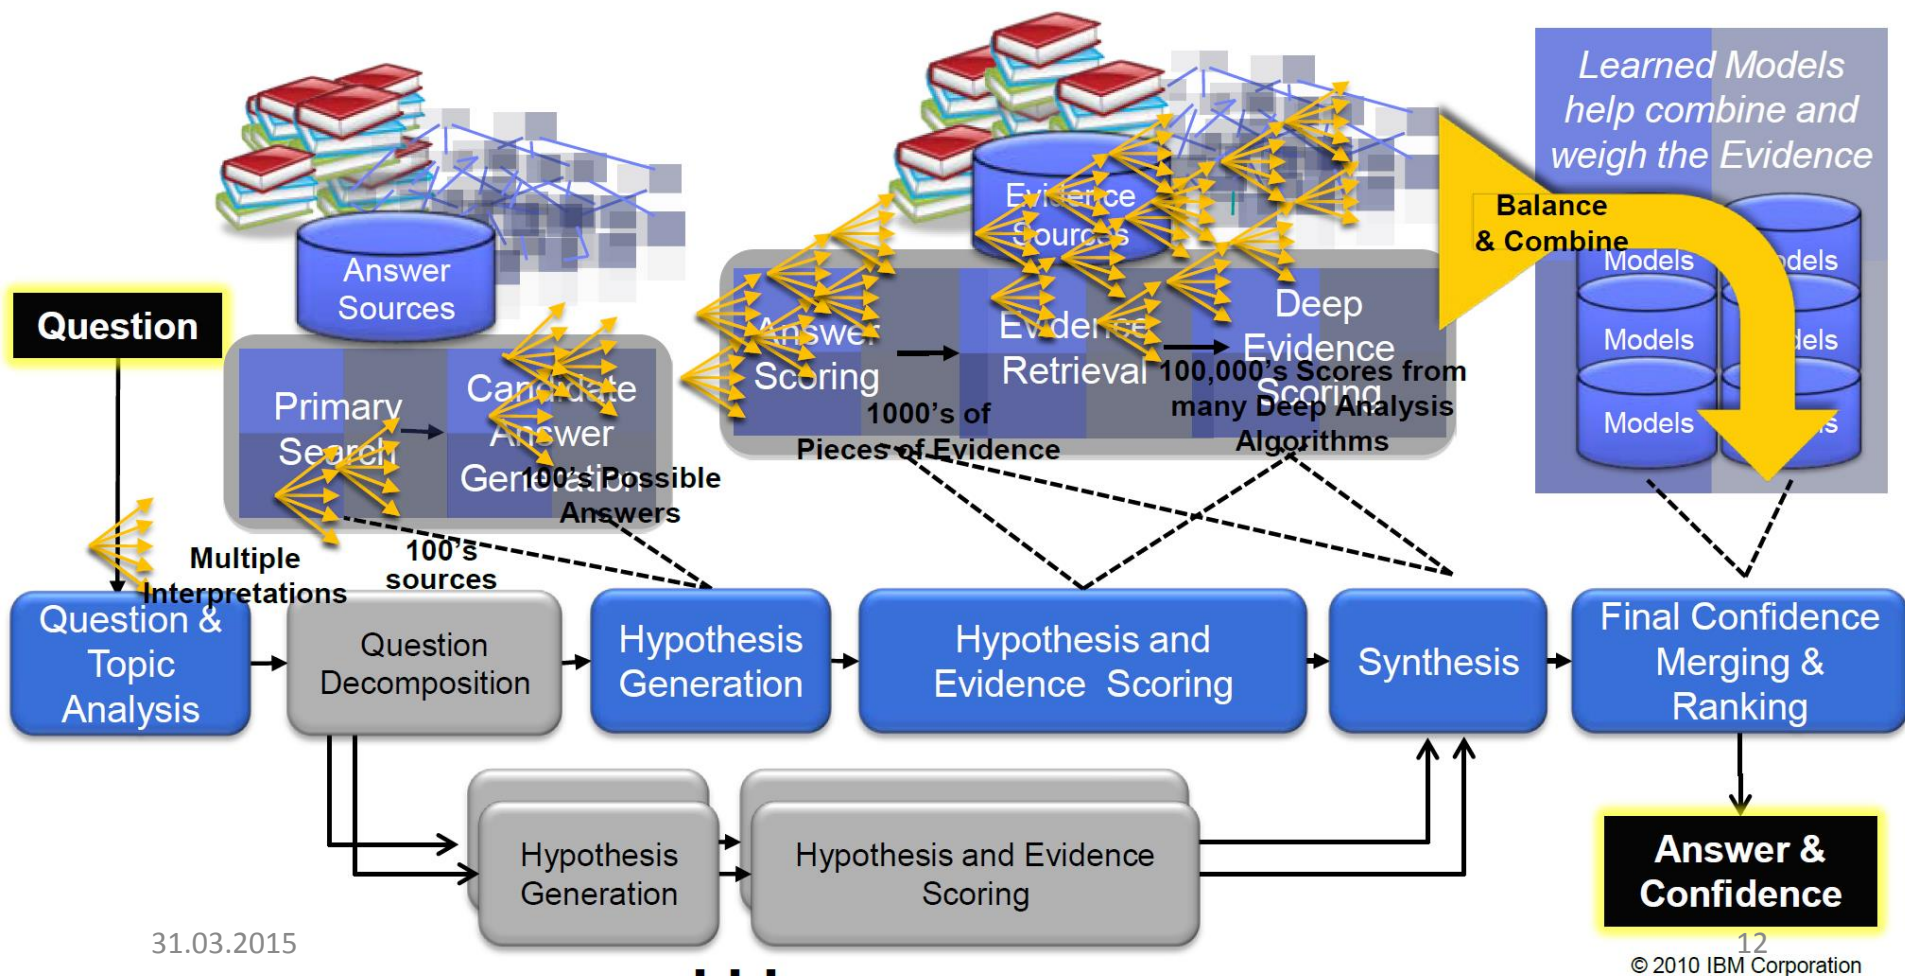 Learned Models
help combine and
weigh the Evidence
Evidence
Sources
Balance
& Combine
Answer
Sources
Models
Models
Models
Models
Models
Models
Question
Primary
Search
Candidate
Answer
Generation
Answer
Scoring
Evidence
Retrieval
Deep
Evidence
Scoring
100,000's Scores from
many Deep Analysis
Algorithms
1000's of
Pieces of Evidence
100's Possible
Answers
100's
sources
Multiple
Interpretations
Question &
Topic
Analysis
Question
Decomposition
Hypothesis
Generation
Hypothesis and
Evidence Scoring
Synthesis
Final Confidence
Merging &
Ranking
Hypothesis
Generation
Hypothesis and Evidence
Scoring
Answer &
Confidence
31.03.2015
12
© 2010 IBM Corporation